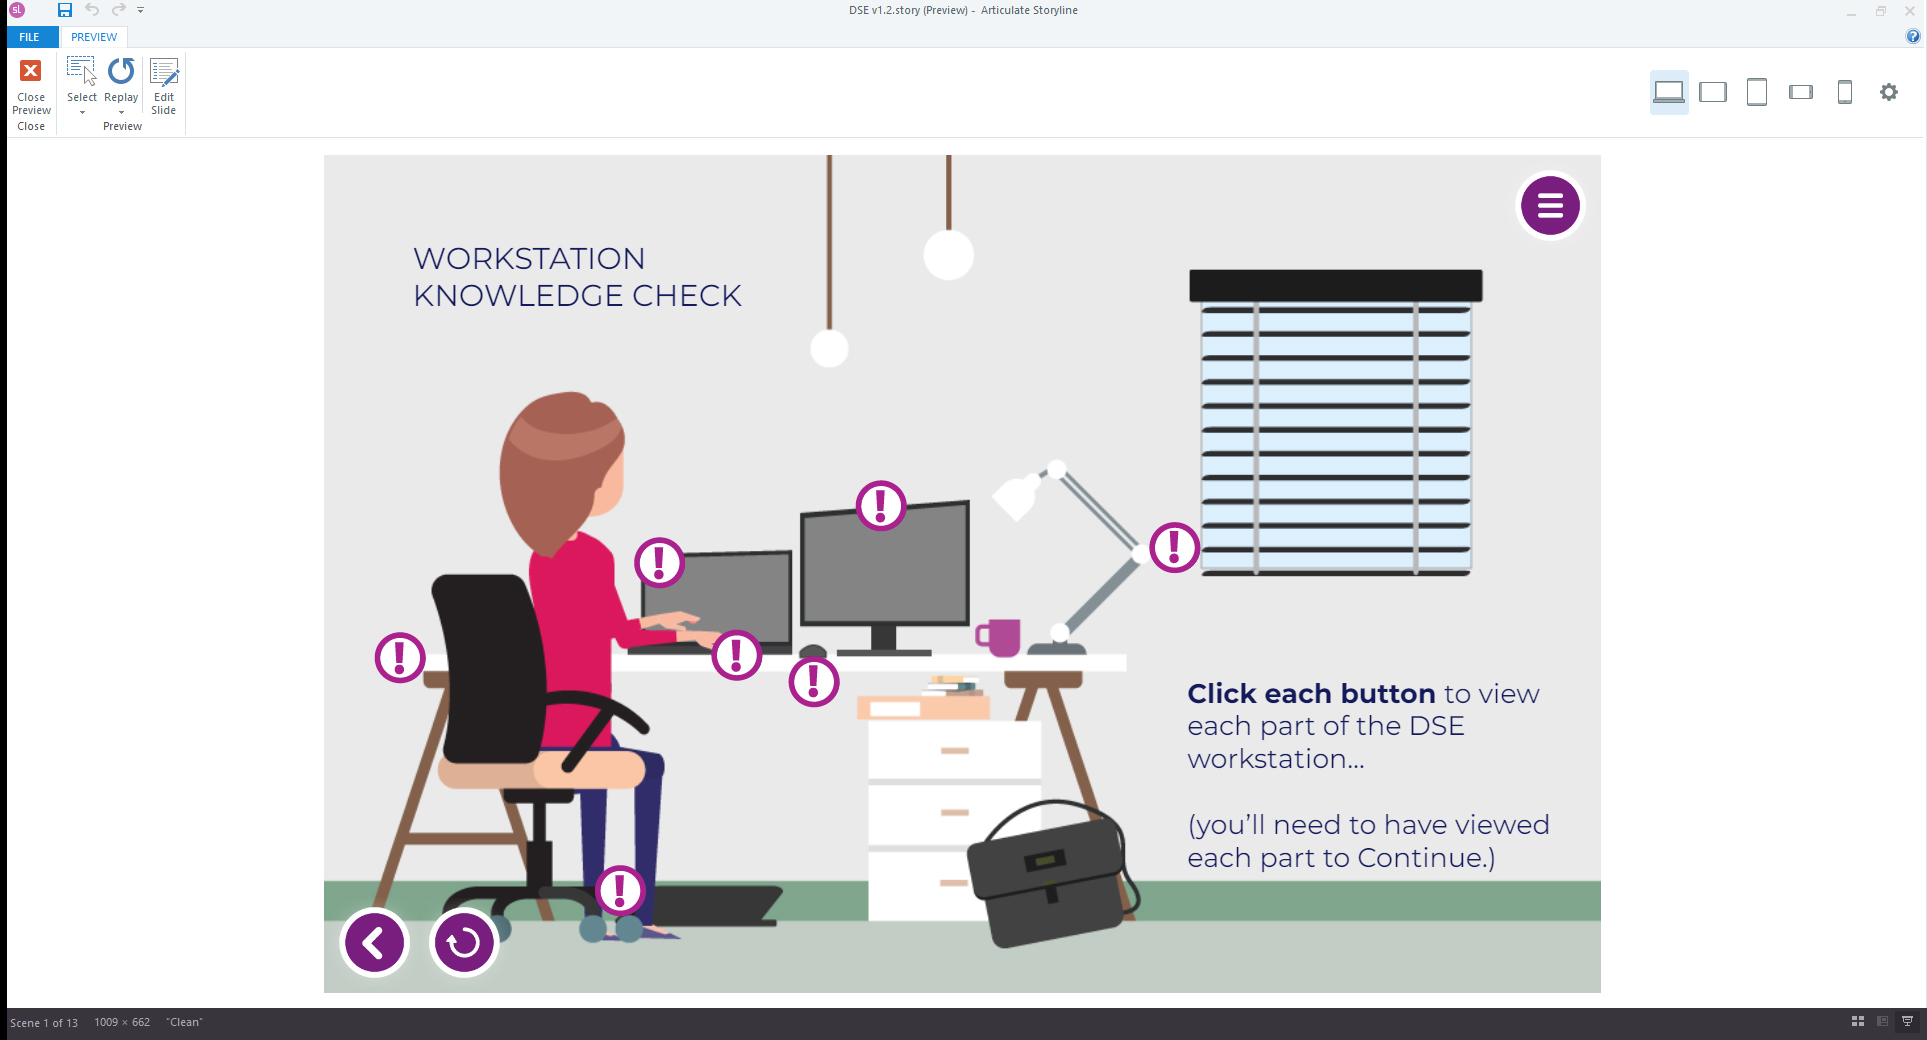 sl
DSE v1.2.story (Preview) - Articulate Storyline
FILE
PREVIEW
?
Close Preview
Select
Replay
Edit Slide
Close
Preview
WORKSTATION
KNOWLEDGE CHECK
!
!
!
!
!
!
!
Click each button to view
each part of the DSE
workstation...
(you'll need to have viewed
each part to Continue.)
Scene 1 of 13
1009 × 662
"Clean"